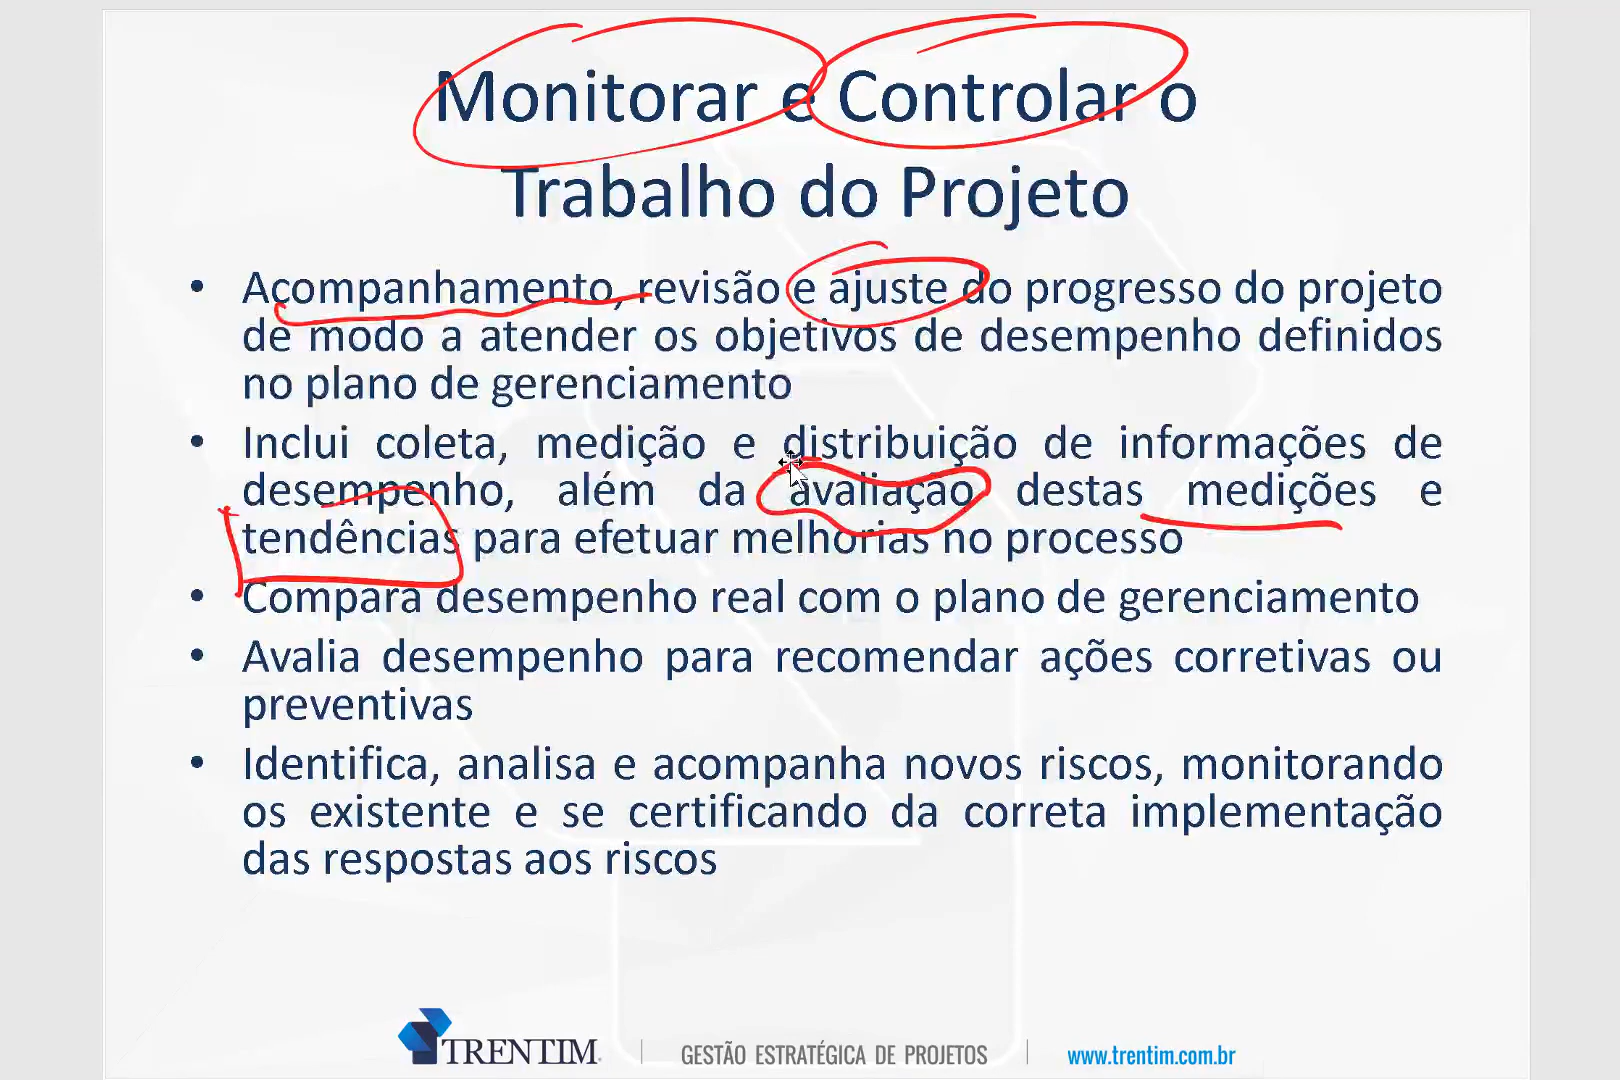 Monitorar e Controlar o
Trabalho do Projeto
• Acompanhamento, revisão e ajuste do progresso do projeto
de modo a atender os objetivos de desempenho definidos
no plano de gerenciamento
• Inclui coleta, medição e distribuição de informações de
desempenho, além da avaliação destas medições e
tendências para efetuar melhorias no processo
• Compara desempenho real com o plano de gerenciamento
• Avalia desempenho para recomendar ações corretivas ou
preventivas
• Identifica, analisa e acompanha novos riscos, monitorando
os existente e se certificando da correta implementação
das respostas aos riscos
TRENTIM | GESTÃO ESTRATÉGICA DE PROJETOS | www.trentim.com.br